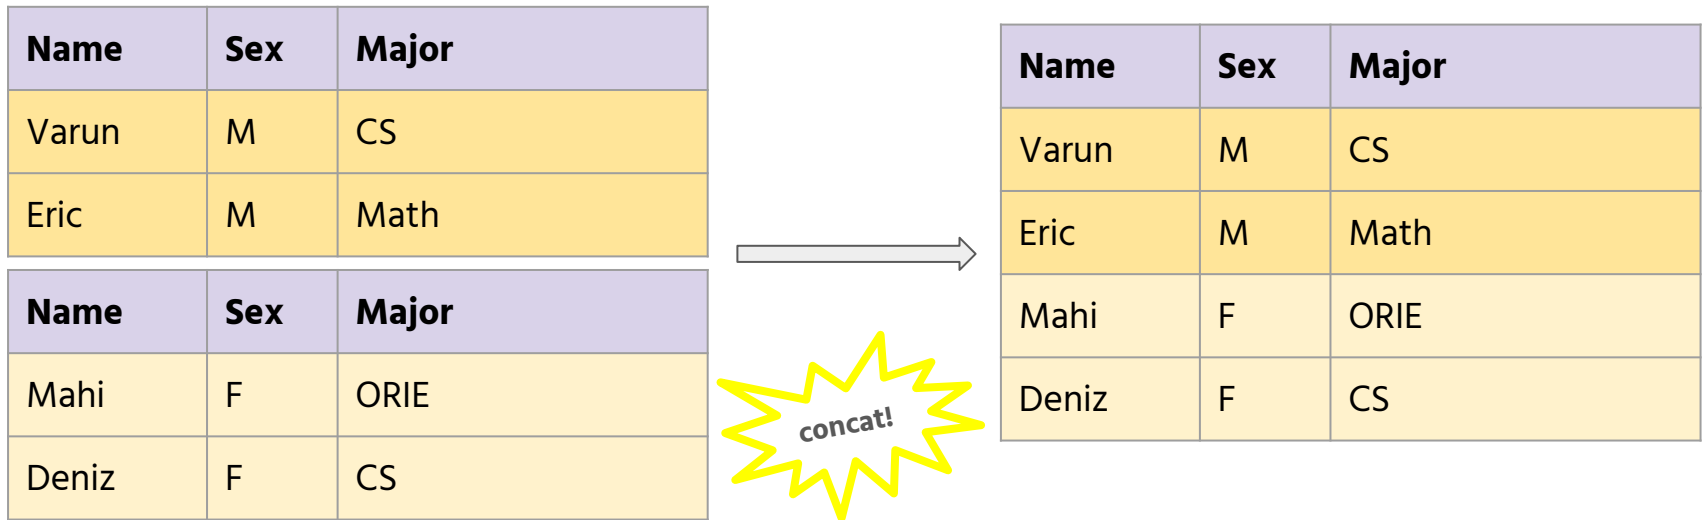 Name Sex Major
Varun M CS
Eric M Math
Name Sex Major
Mahi F ORIE
Deniz F CS
concat!
Name Sex Major
Varun M CS
Eric M Math
Mahi F ORIE
Deniz F CS